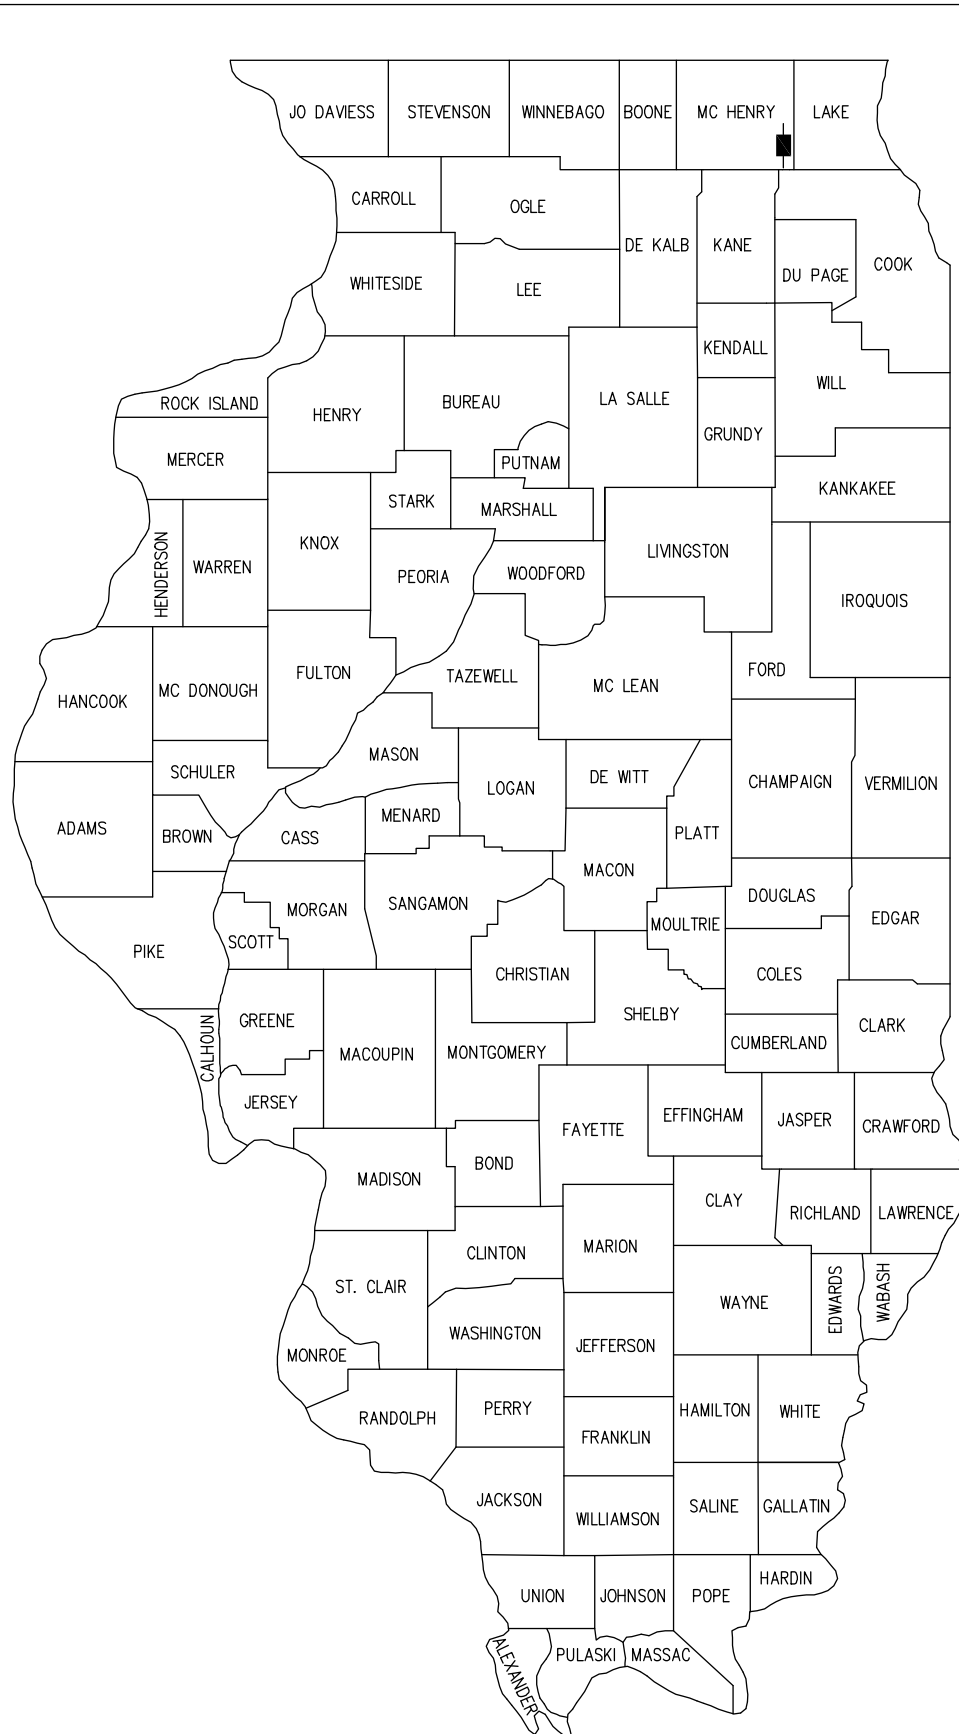 JO DAVIESS
STEVENSON
WINNEBAGO
BOONE
MC HENRY
LAKE
CARROLL
OGLE
DE KALB
KANE
DU PAGE
COOK
WHITESIDE
LEE
KENDALL
WILL
ROCK ISLAND
HENRY
BUREAU
LA SALLE
GRUNDY
MERCER
PUTNAM
KANKAKEE
STARK
MARSHALL
HENDERSON
WARREN
KNOX
PEORIA
WOODFORD
LIVINGSTON
IROQUOIS
HANCOOK
MC DONOUGH
FULTON
TAZEWELL
MC LEAN
FORD
SCHULER
MASON
LOGAN
DE WITT
CHAMPAIGN
VERMILION
ADAMS
BROWN
CASS
MENARD
PLATT
MACON
PIKE
SCOTT
MORGAN
SANGAMON
MOULTRIE
DOUGLAS
EDGAR
CHRISTIAN
COLES
CALHOUN
GREENE
MACOUPIN
MONTGOMERY
SHELBY
CUMBERLAND
CLARK
JERSEY
FAYETTE
EFFINGHAM
JASPER
CRAWFORD
MADISON
BOND
CLAY
RICHLAND
LAWRENCE
CLINTON
MARION
ST. CLAIR
WAYNE
EDWARDS
WABASH
MONROE
WASHINGTON
JEFFERSON
RANDOLPH
PERRY
HAMILTON
WHITE
FRANKLIN
JACKSON
WILLIAMSON
SALINE
GALLATIN
UNION
JOHNSON
POPE
HARDIN
ALEXANDER
PULASKI
MASSAC